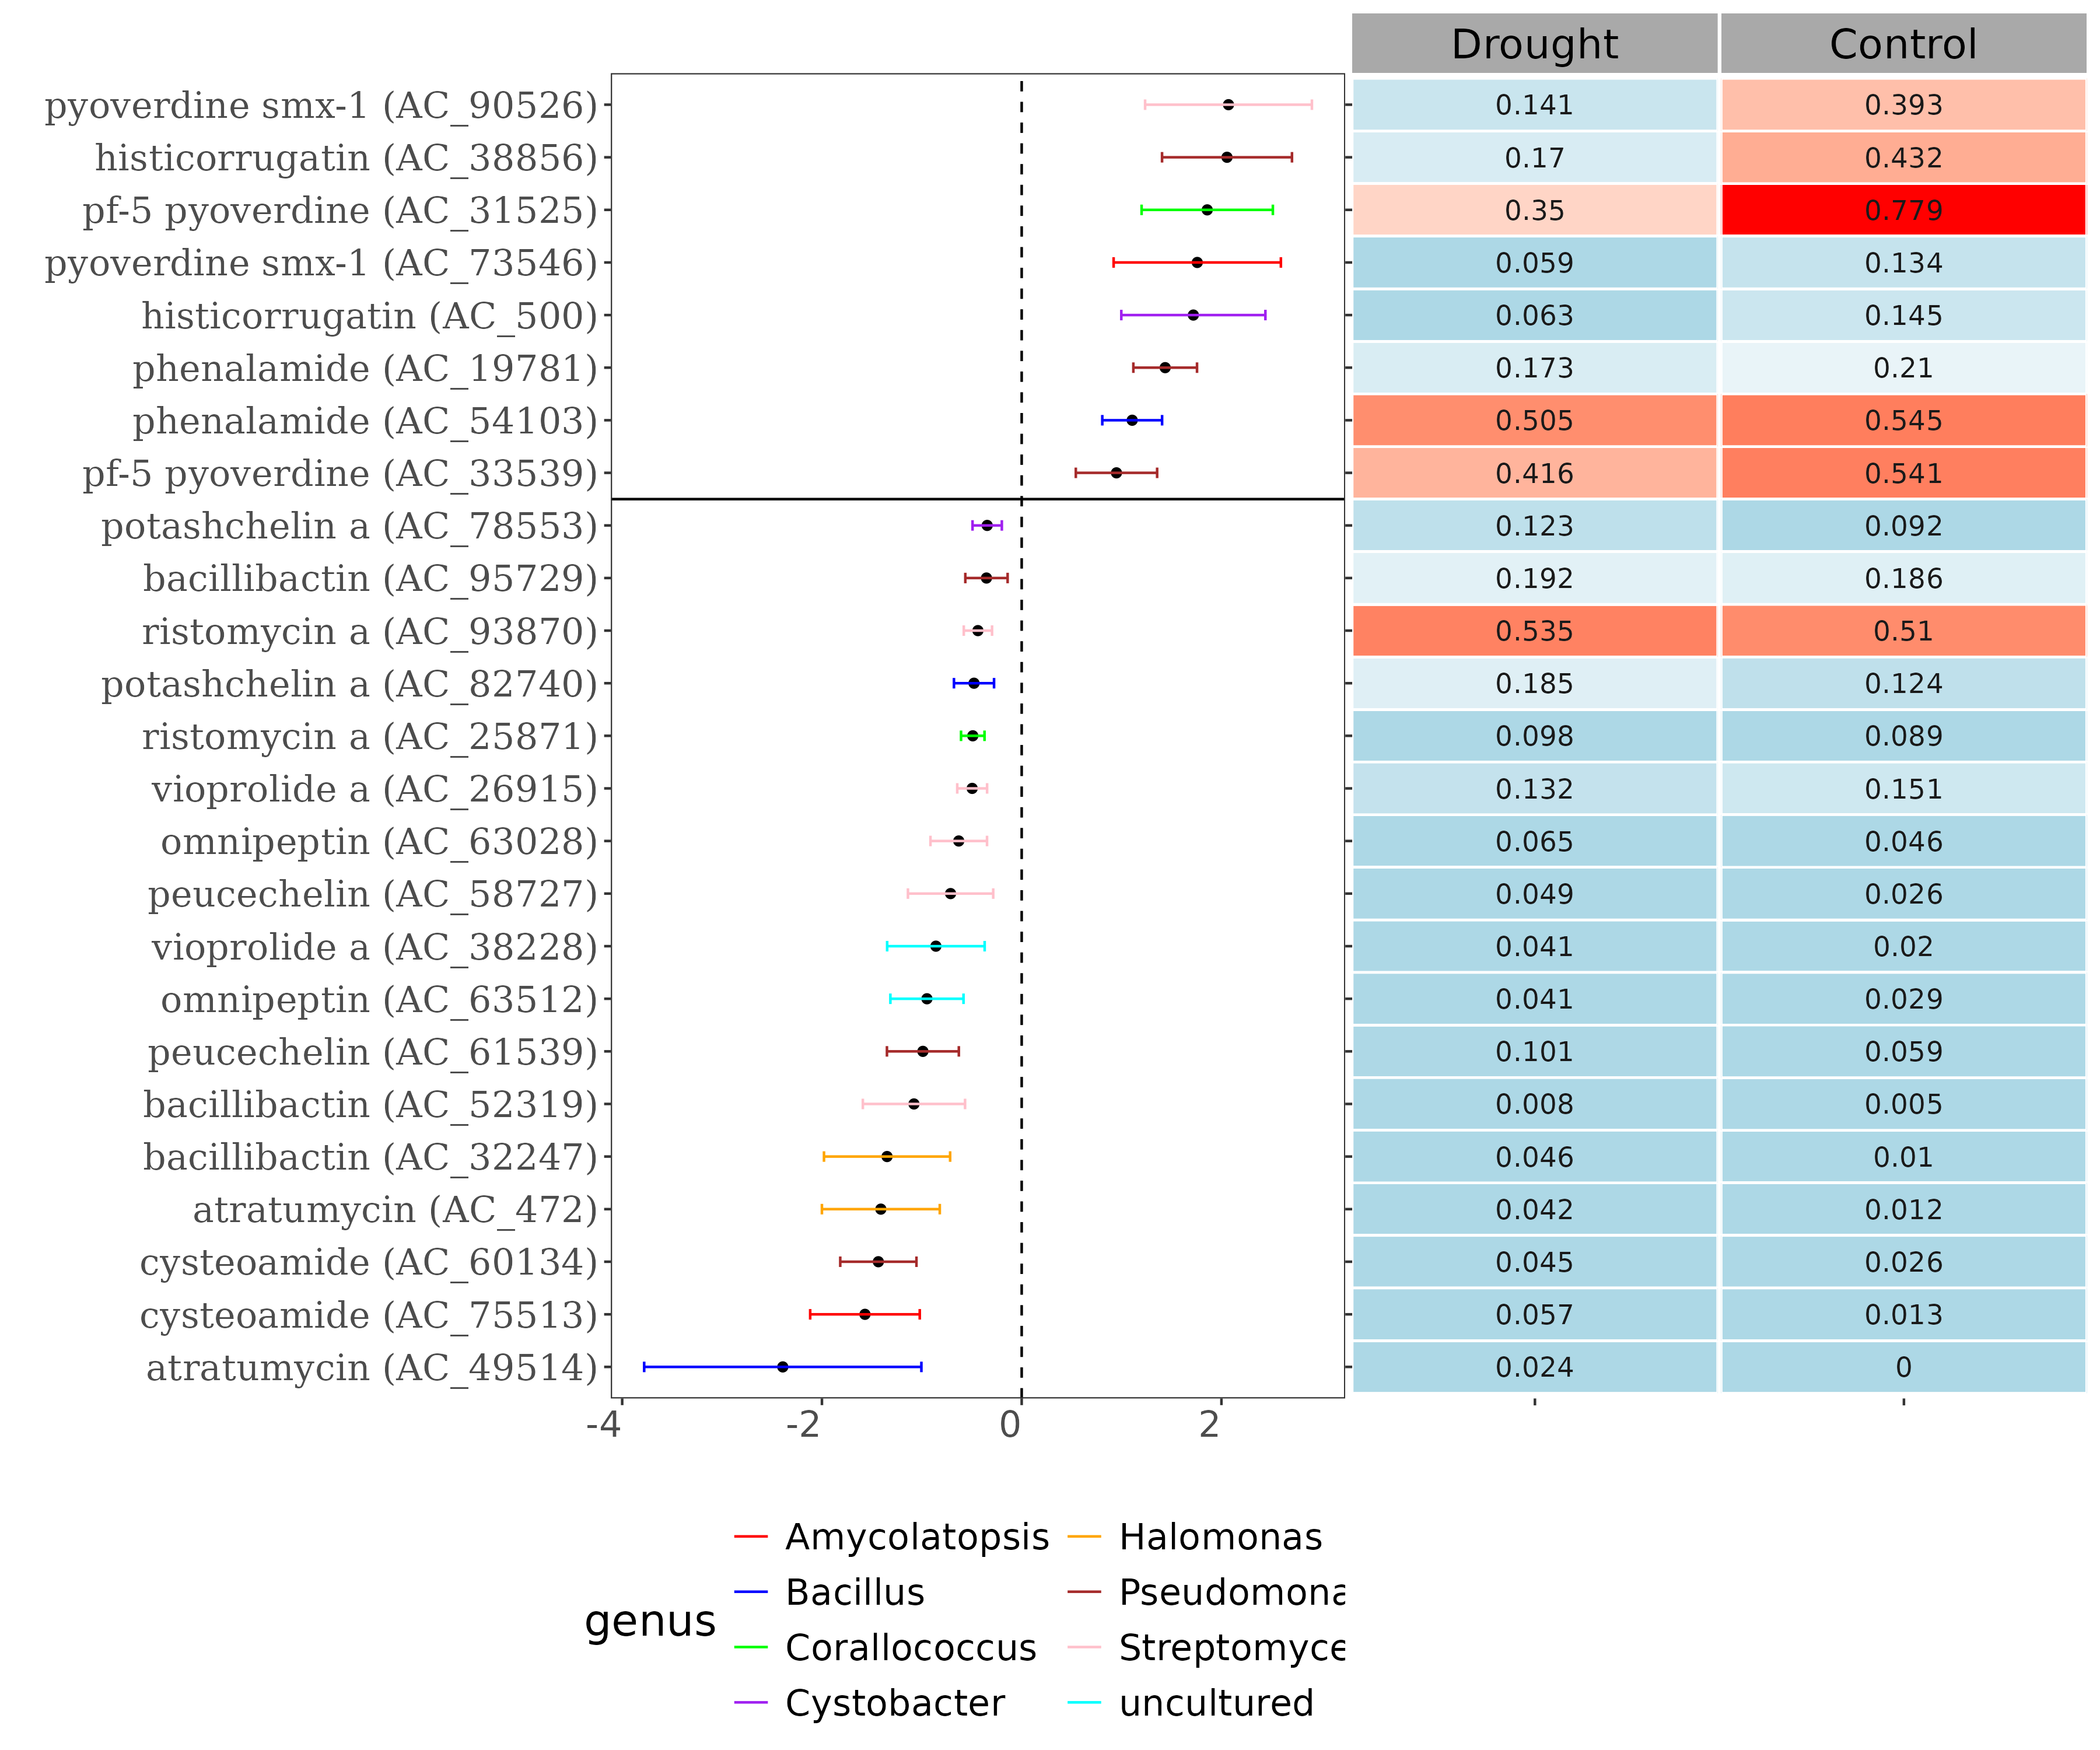 Drought Control
pyoverdine smx-1 (AC_90526) 0.141 0.393
histicorrugatin (AC_38856) 0.17 0.432
pf-5 pyoverdine (AC_31525) 0.35 0.779
pyoverdine smx-1 (AC_73546) 0.059 0.134
histicorrugatin (AC_500) 0.063 0.145
phenalamide (AC_19781) 0.173 0.21
phenalamide (AC_54103) 0.505 0.545
pf-5 pyoverdine (AC_33539) 0.416 0.541
potashchelin a (AC_78553) 0.123 0.092
bacillibactin (AC_95729) 0.192 0.186
ristomycin a (AC_93870) 0.535 0.51
potashchelin a (AC_82740) 0.185 0.124
ristomycin a (AC_25871) 0.098 0.089
vioprolide a (AC_26915) 0.132 0.151
omnipeptin (AC_63028) 0.065 0.046
peucechelin (AC_58727) 0.049 0.026
vioprolide a (AC_38228) 0.041 0.02
omnipeptin (AC_63512) 0.041 0.029
peucechelin (AC_61539) 0.101 0.059
bacillibactin (AC_52319) 0.008 0.005
bacillibactin (AC_32247) 0.046 0.01
atratumycin (AC_472) 0.042 0.012
cysteoamide (AC_60134) 0.045 0.026
cysteoamide (AC_75513) 0.057 0.013
atratumycin (AC_49514) 0.024 0
-4 -2 0 2
genus
Amycolatopsis Halomonas
Bacillus Pseudomona
Corallococcus Streptomyce
Cystobacter uncultured